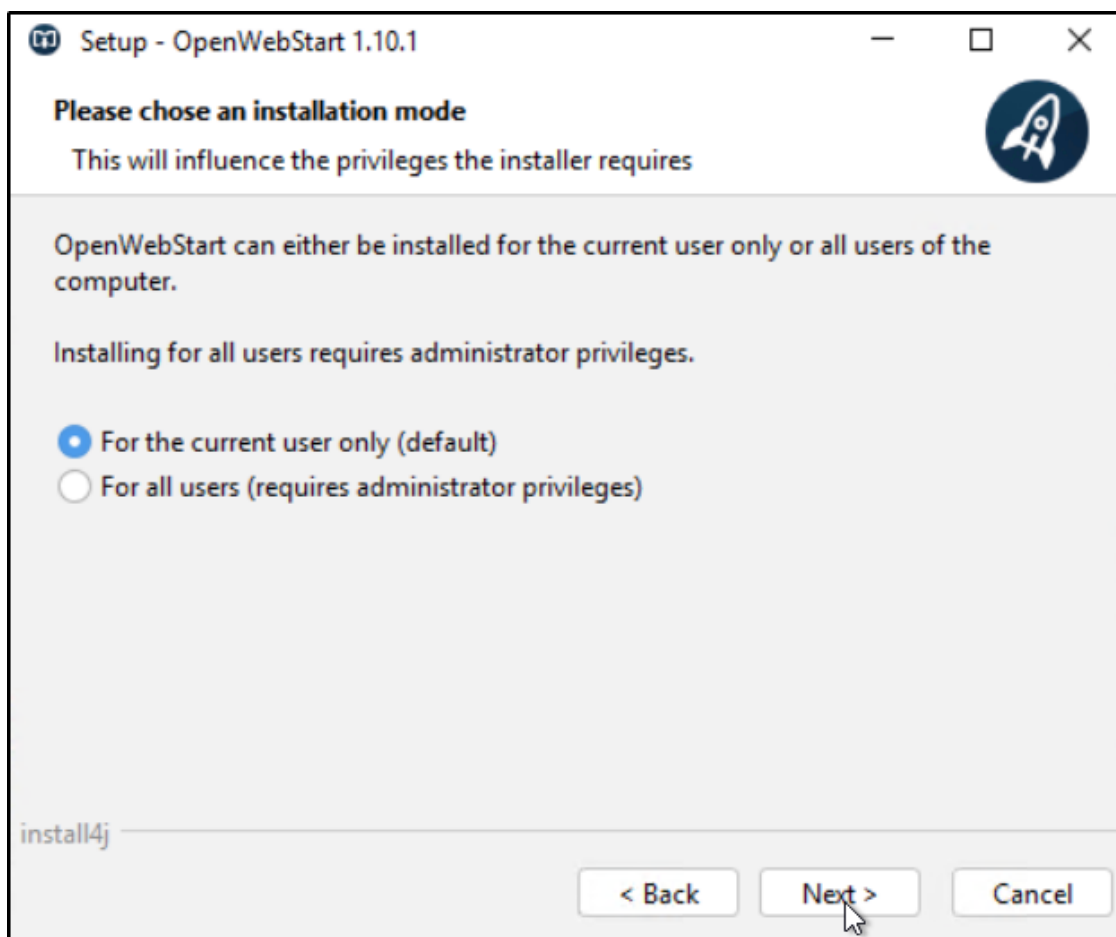 Setup - OpenWebStart 1.10.1
Please chose an installation mode
This will influence the privileges the installer requires
OpenWebStart can either be installed for the current user only or all users of the
computer.
Installing for all users requires administrator privileges.
For the current user only (default)
For all users (requires administrator privileges)
install4j
< Back
Next >
Cancel